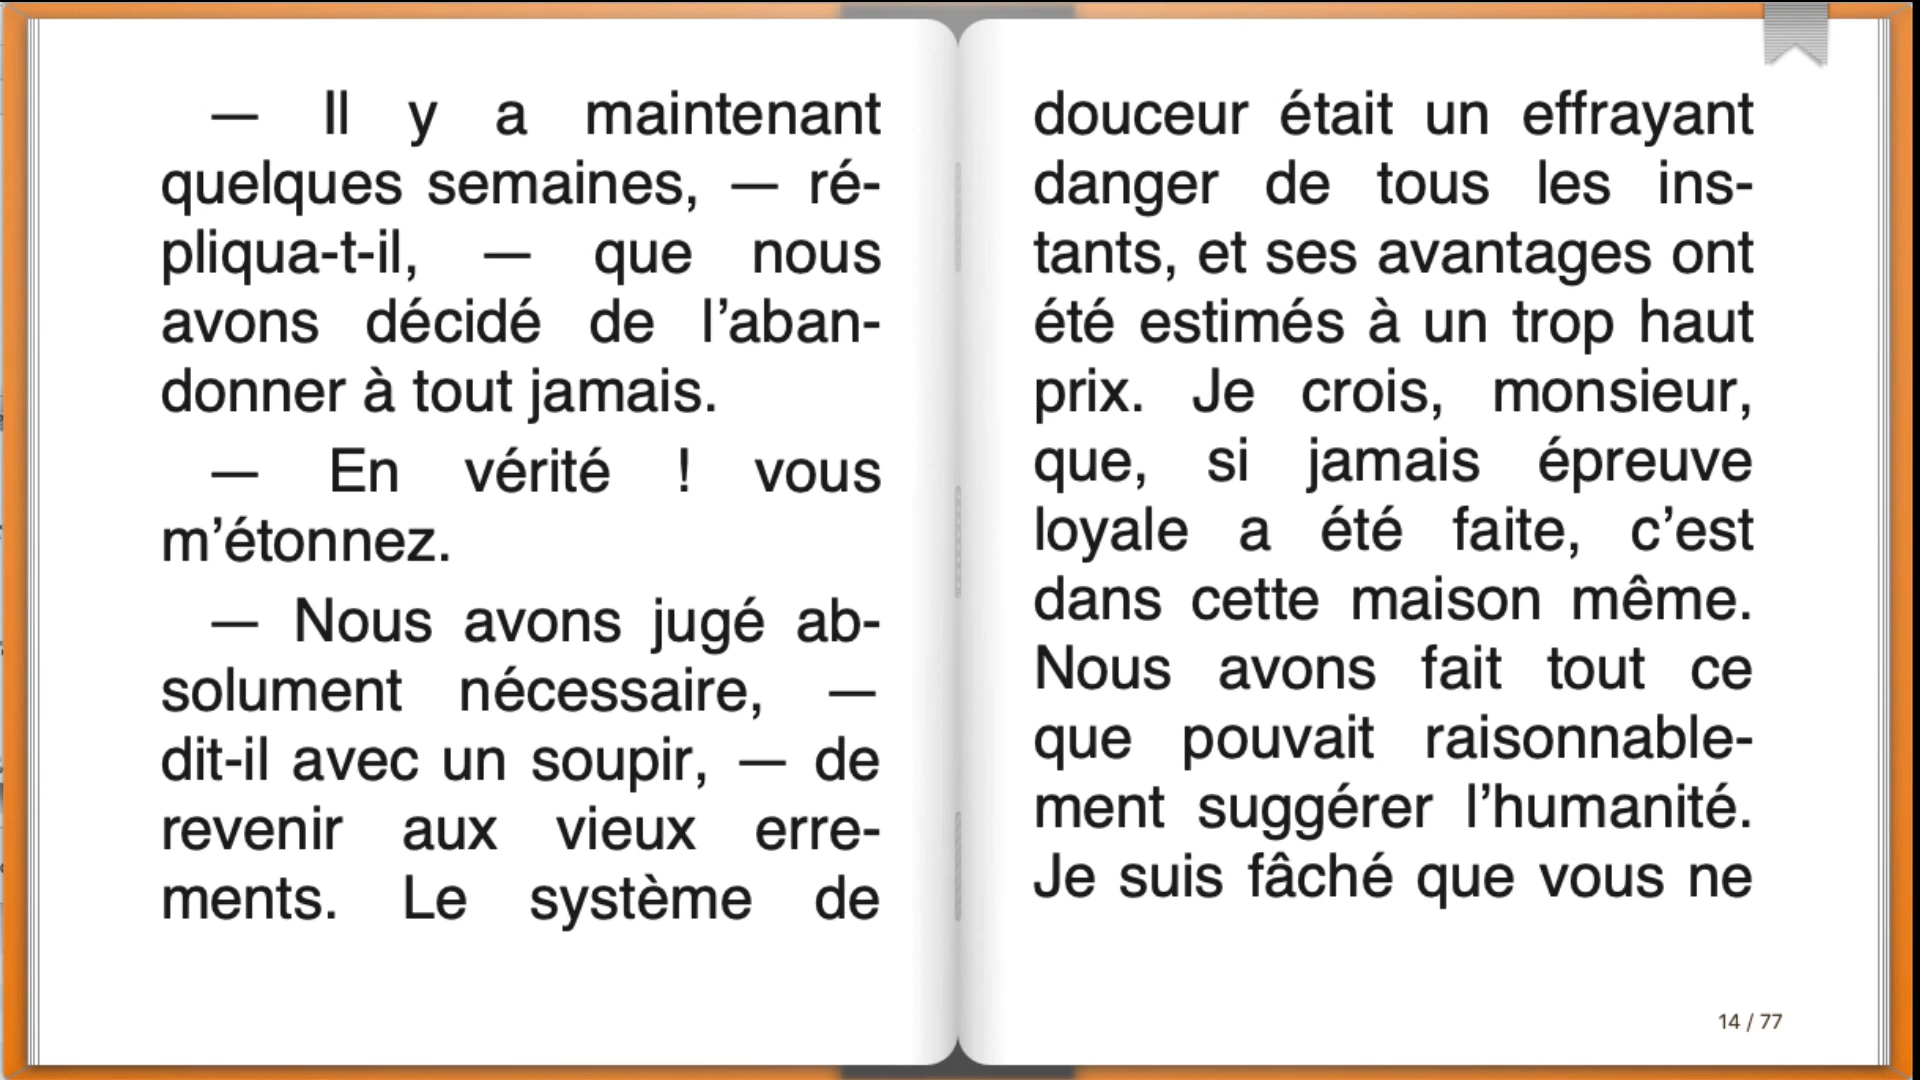 — Il y a maintenant
quelques semaines, — ré-
pliqua-t-il, — que nous
avons décidé de l’aban-
donner à tout jamais.
— En vérité ! vous
m’étonnez.
— Nous avons jugé ab-
solument nécessaire, —
dit-il avec un soupir, — de
revenir aux vieux erre-
ments. Le système de
douceur était un effrayant
danger de tous les ins-
tants, et ses avantages ont
été estimés à un trop haut
prix. Je crois, monsieur,
que, si jamais épreuve
loyale a été faite, c’est
dans cette maison même.
Nous avons fait tout ce
que pouvait raisonnable-
ment suggérer l’humanité.
Je suis fâché que vous ne
14 / 77